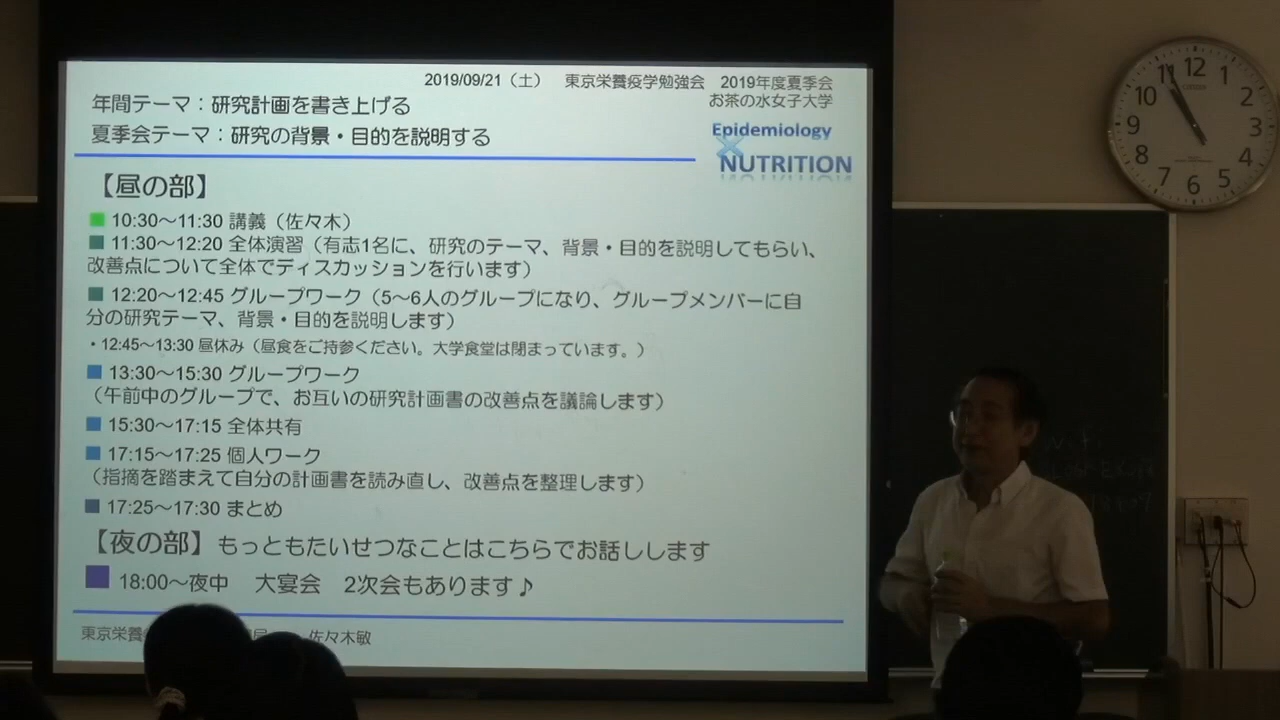 2019/09/21（土） 東京栄養疫学勉強会 2019年度夏季会
お茶の水女子大学
年間テーマ：研究計画を書き上げる
夏季会テーマ：研究の背景・目的を説明する
Epidemiology
X
NUTRITION
【昼の部】
10:30～11:30 講義（佐々木）
11:30～12:20 全体演習（有志1名に、研究のテーマ、背景・目的を説明してもらい、
改善点について全体でディスカッションを行います）
12:20～12:45 グループワーク（5～6人のグループになり、グループメンバーに自
分の研究テーマ、背景・目的を説明します）
・12:45～13:30 昼休み（昼食をご持参ください。大学食堂は閉まっています。）
13:30～15:30 グループワーク
（午前中のグループで、お互いの研究計画書の改善点を議論します）
15:30～17:15 全体共有
17:15～17:25 個人ワーク
（指摘を踏まえて自分の計画書を読み直し、改善点を整理します）
17:25～17:30 まとめ
【夜の部】もっともたいせつなことはこちらでお話しします
18:00～夜中 大宴会 2次会もあります♪
東京栄養 局 佐々木敏
12
1
2
3
4
5
6
7
8
9
10
11
CITIZEN